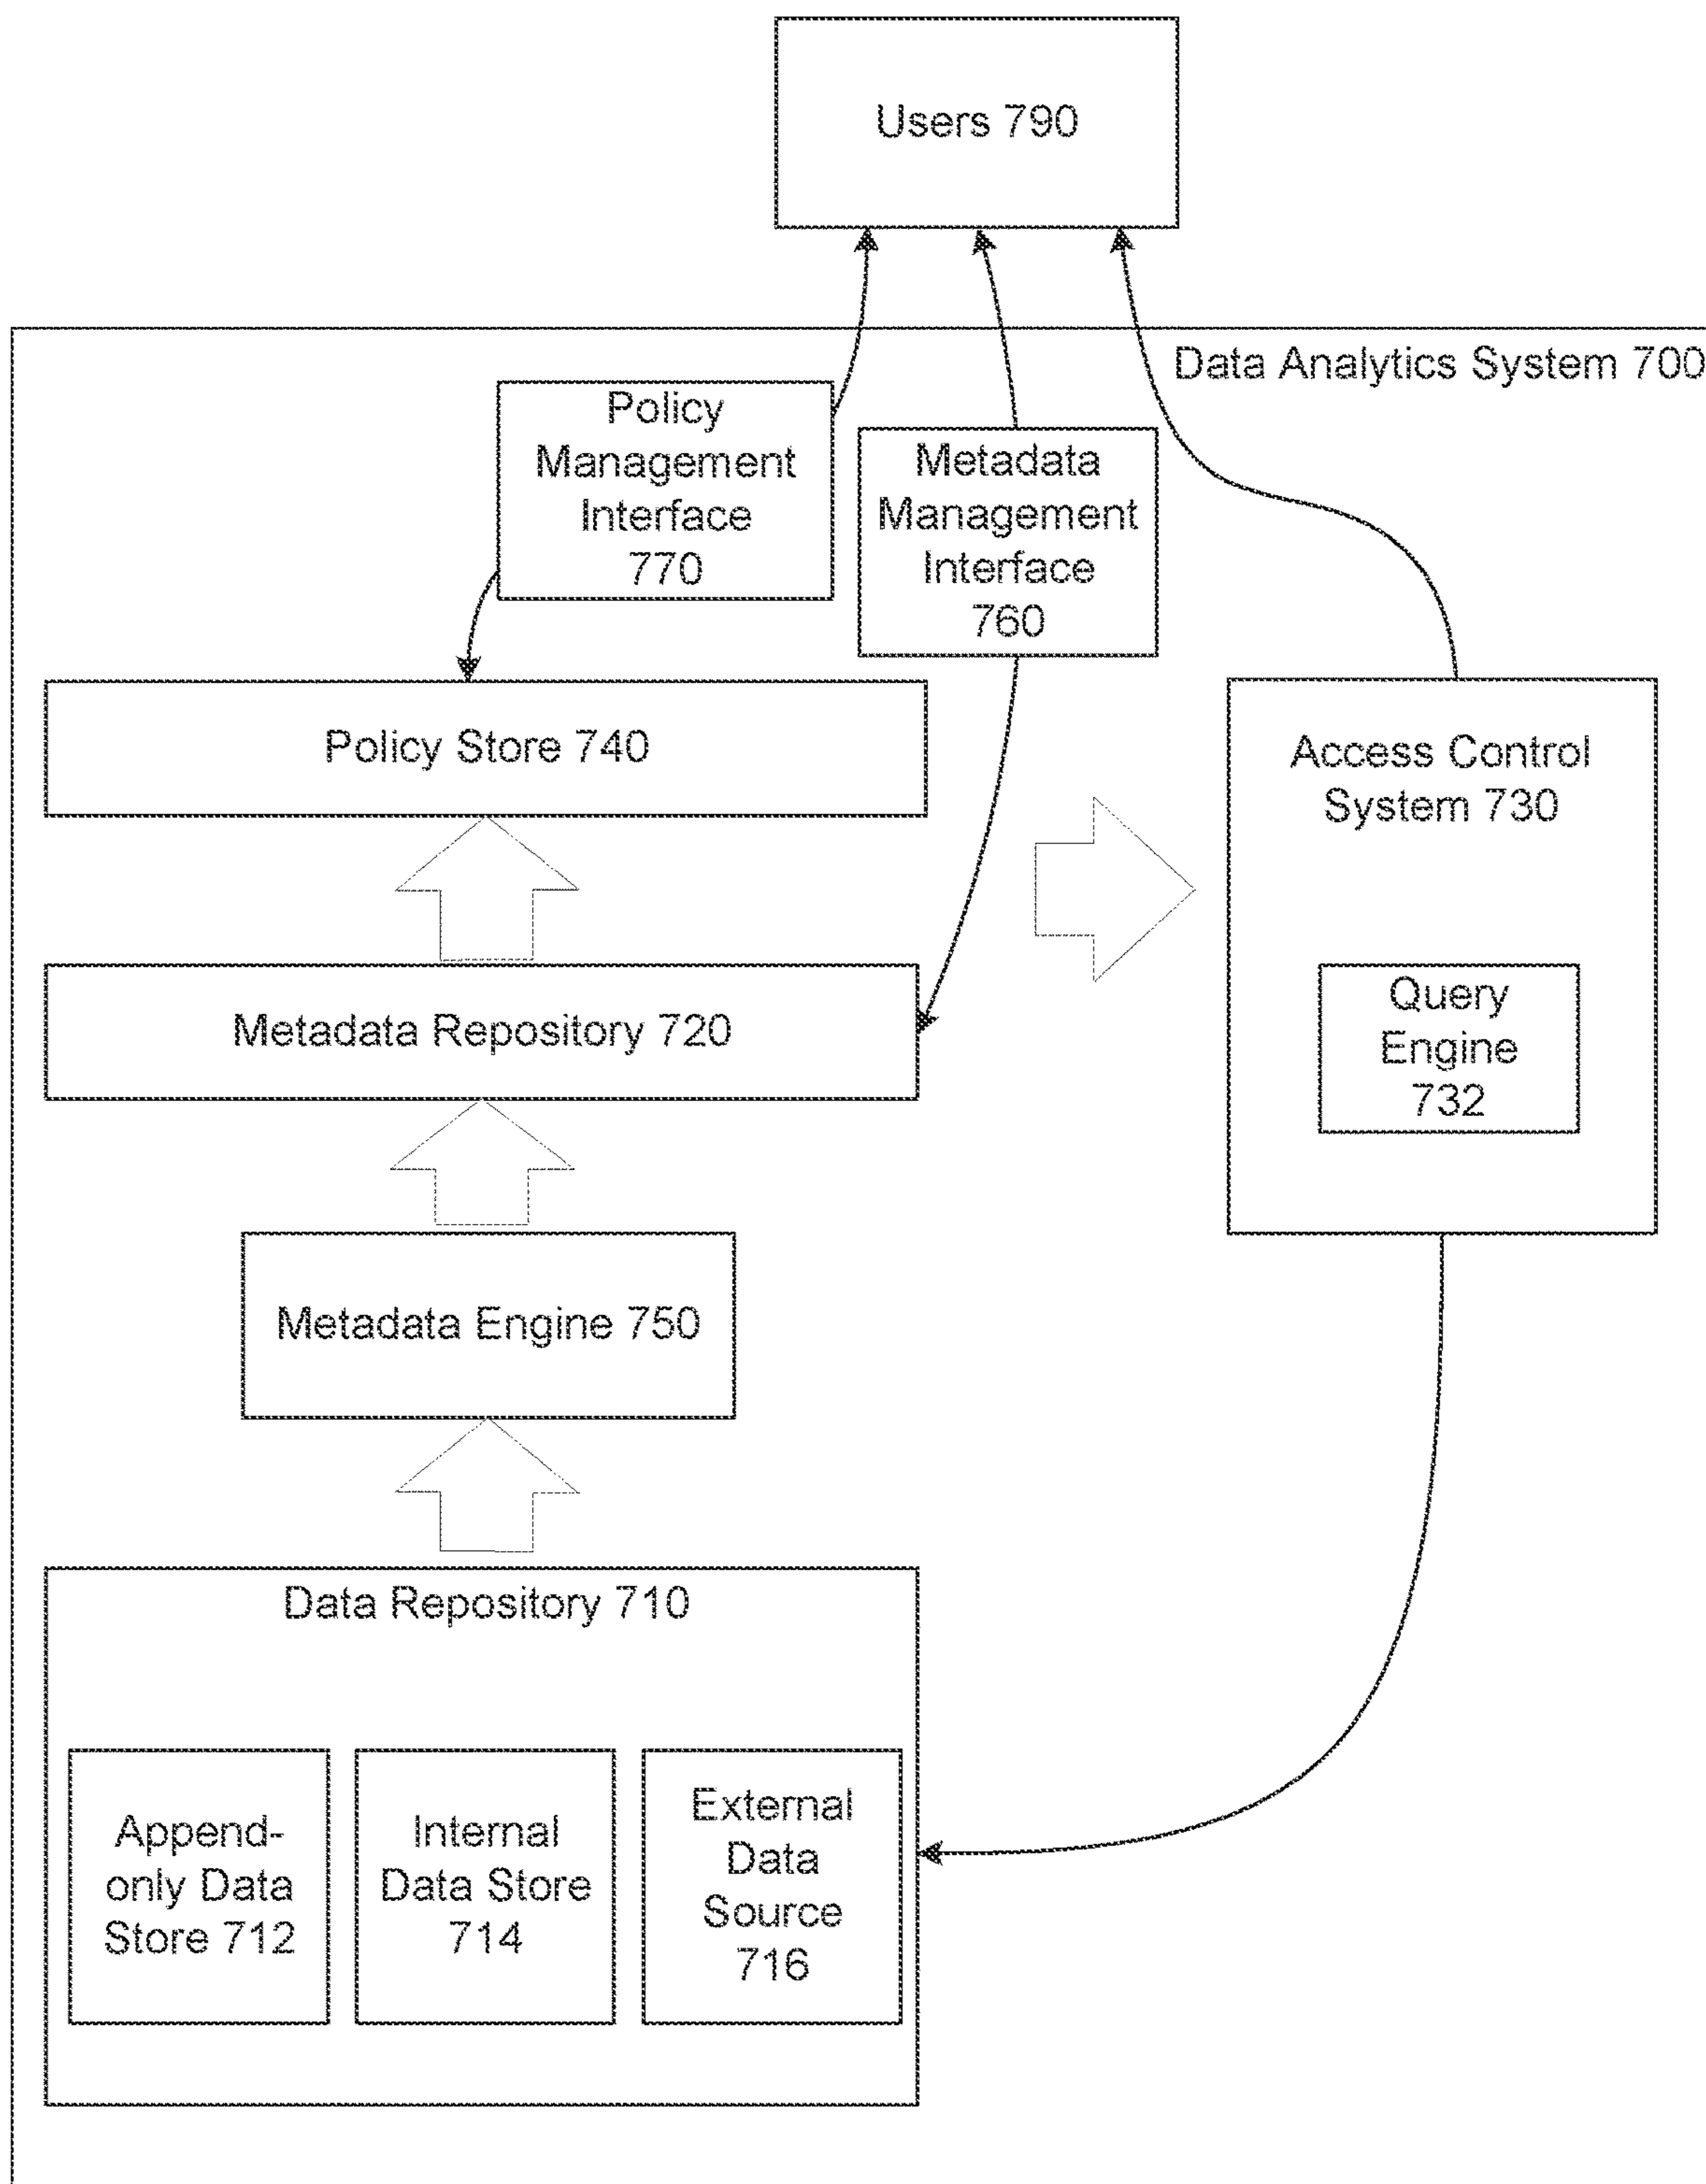 Users 790
Data Analytics System 700
Policy
Management
Interface
770
Metadata
Management
Interface
760
Policy Store 740
Access Control
System 730
Metadata Repository 720
Query
Engine
732
Metadata Engine 750
Data Repository 710
Append-
only Data
Store 712
Internal
Data Store
714
External
Data
Source
716